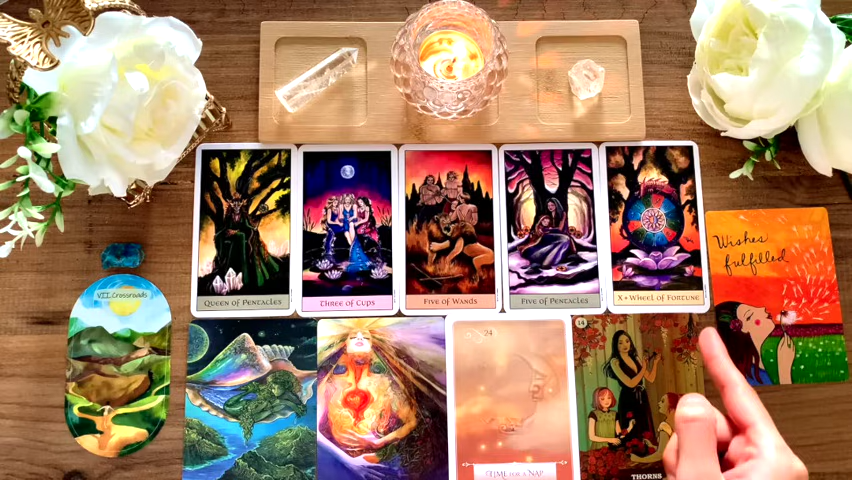 QUEEN OF PENTACLES
THREE OF CUPS
FIVE OF WANDS
FIVE OF PENTACLES
X • WHEEL OF FORTUNE
Wishes
fulfilled
VII Crossroads
24
TIME FOR A NAP
14
THORNS